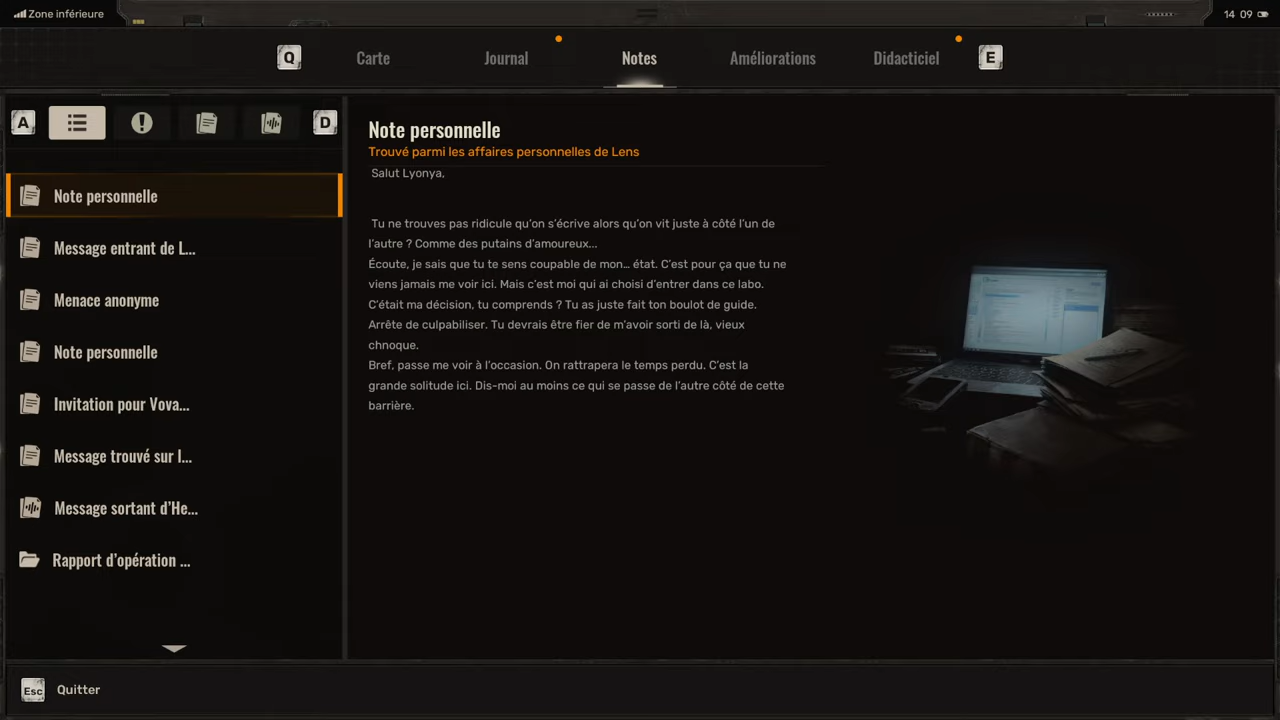 Zone inférieure
14 09
Q
Carte
Journal
Notes
Améliorations
Didacticiel
E
A
D
Note personnelle
Message entrant de L...
Menace anonyme
Note personnelle
Invitation pour Vova...
Message trouvé sur l...
Message sortant d'He...
Rapport d'opération ...
Note personnelle
Trouvé parmi les affaires personnelles de Lens
Salut Lyonya,
Tu ne trouves pas ridicule qu'on s'écrive alors qu'on vit juste à côté l'un de
l'autre ? Comme des putains d'amoureux...
Écoute, je sais que tu te sens coupable de mon... état. C'est pour ça que tu ne
viens jamais me voir ici. Mais c'est moi qui ai choisi d'entrer dans ce labo.
C'était ma décision, tu comprends ? Tu as juste fait ton boulot de guide.
Arrête de culpabiliser. Tu devrais être fier de m'avoir sorti de là, vieux
chnoque.
Bref, passe me voir à l'occasion. On rattrapera le temps perdu. C'est la
grande solitude ici. Dis-moi au moins ce qui se passe de l'autre côté de cette
barrière.
Esc
Quitter